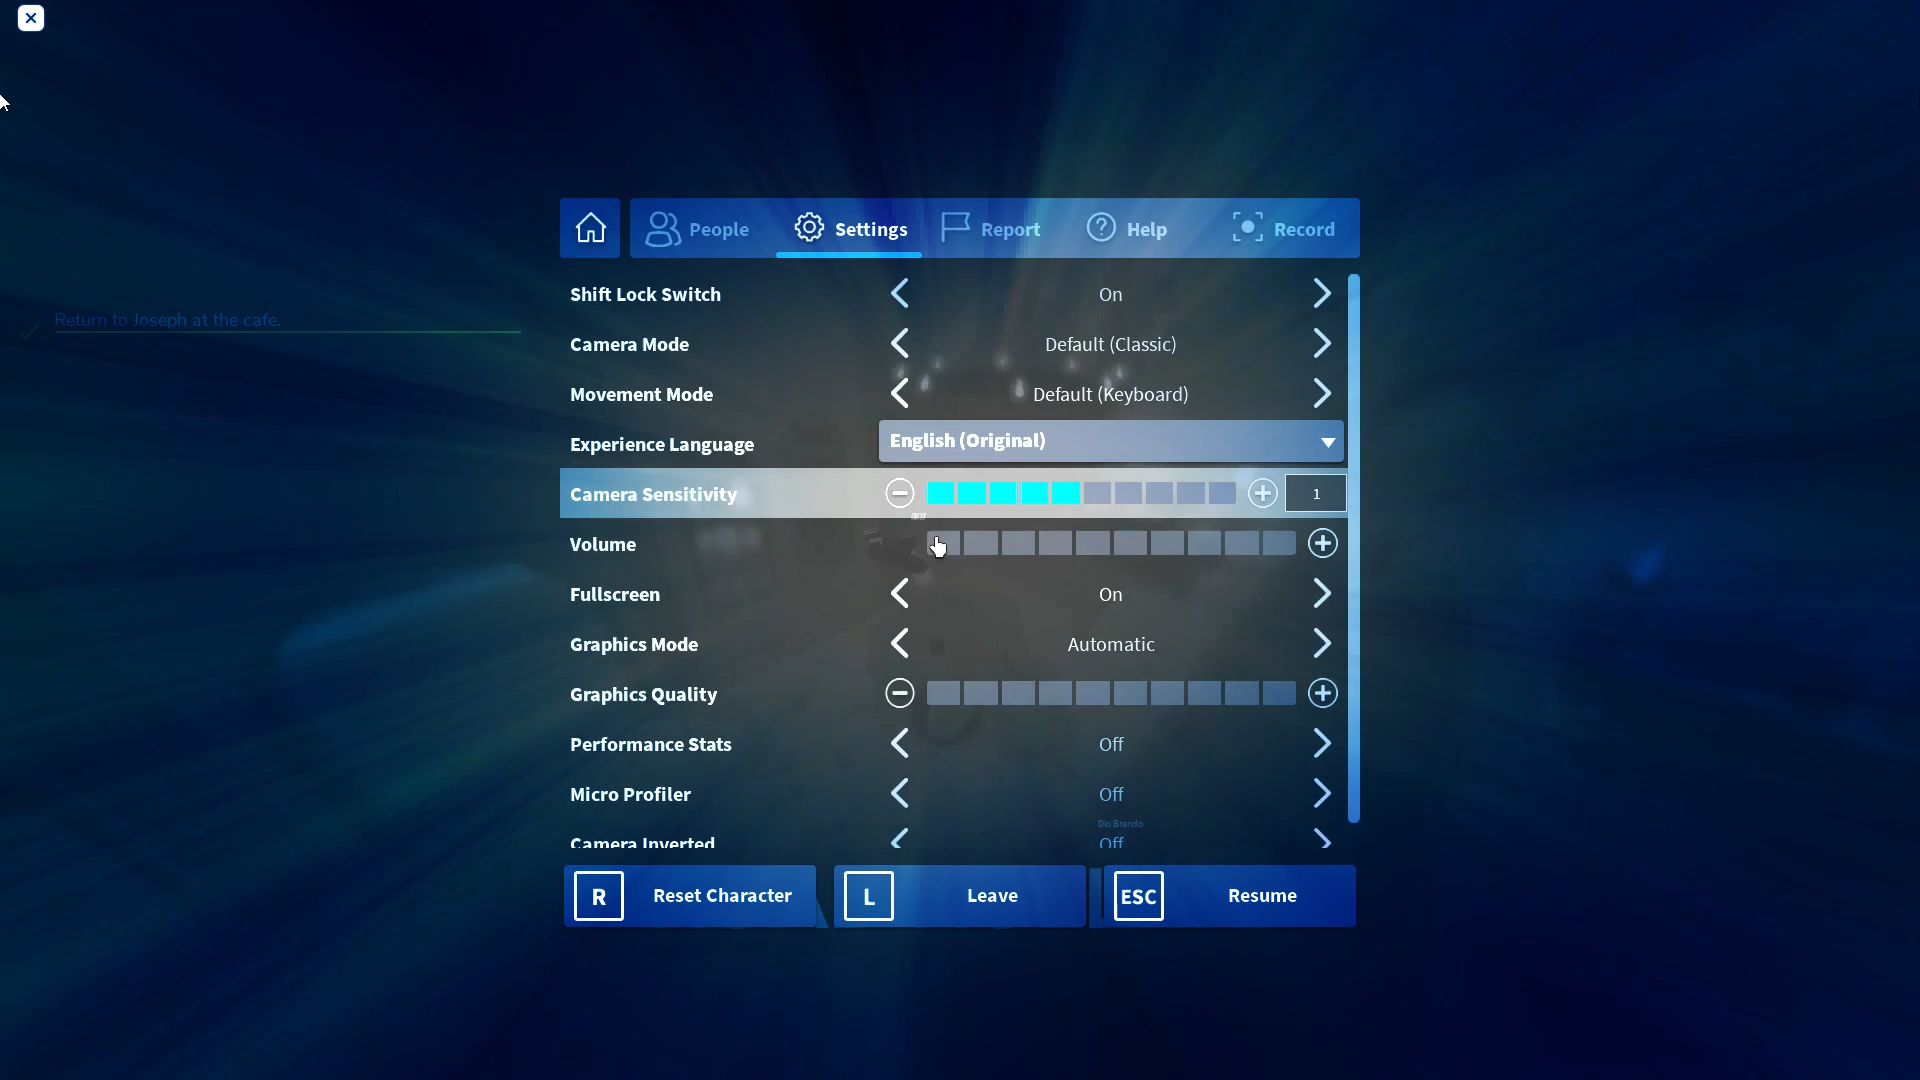 People
Settings
Report
Help
Record
Shift Lock Switch
On
Camera Mode
Default (Classic)
Movement Mode
Default (Keyboard)
Return to Joseph at the cafe.
Experience Language
English (Original)
Camera Sensitivity
1
Volume
Fullscreen
On
Graphics Mode
Automatic
Graphics Quality
Performance Stats
Off
Micro Profiler
Off
Dio Brando
Camera Inverted
Off
R
Reset Character
L
Leave
ESC
Resume